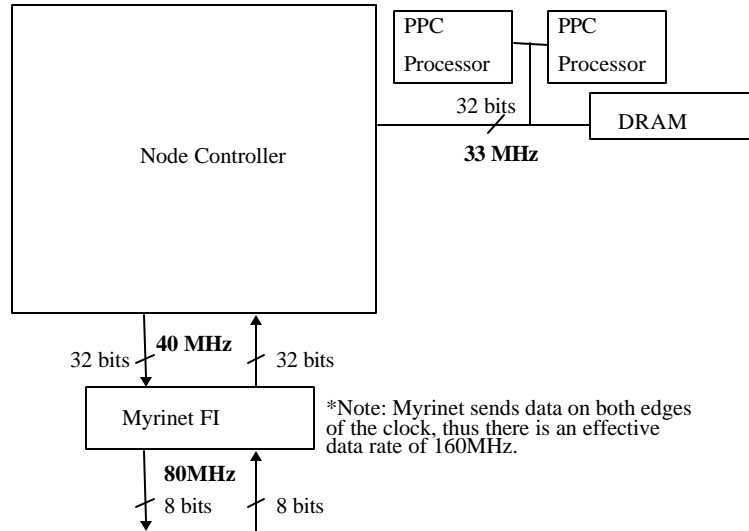 PPC
Processor
PPC
Processor
32 bits
33 MHz
DRAM
Node Controller
40 MHz
32 bits
32 bits
Myrinet FI
*Note: Myrinet sends data on both edges
of the clock, thus there is an effective
data rate of 160MHz.
80MHz
8 bits
8 bits